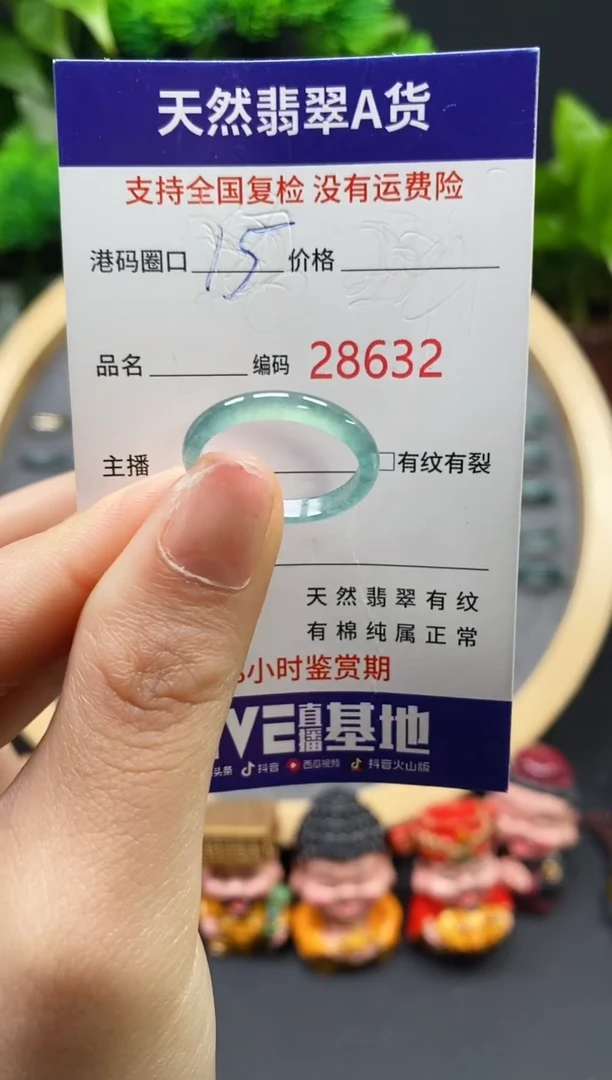 天然翡翠A货
支持全国复检 没有运费险
港码圈口 15 价格
品名 编码 28632
主播 □有纹有裂
天然翡翠有纹
有棉纯属正常
小时鉴赏期
IVE直播基地
头条 抖音 西瓜视频 抖音火山版